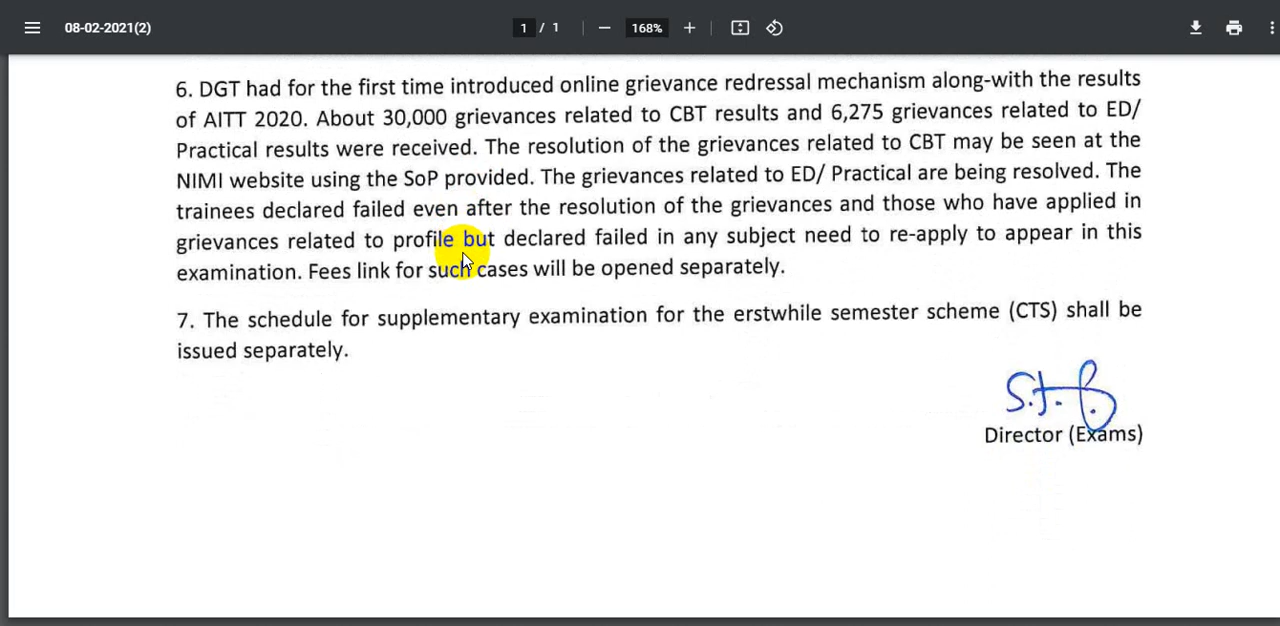 08-02-2021(2)
1 / 1
168%
6. DGT had for the first time introduced online grievance redressal mechanism along-with the results
of AITT 2020. About 30,000 grievances related to CBT results and 6,275 grievances related to ED/
Practical results were received. The resolution of the grievances related to CBT may be seen at the
NIMI website using the SoP provided. The grievances related to ED/ Practical are being resolved. The
trainees declared failed even after the resolution of the grievances and those who have applied in
grievances related to profile but declared failed in any subject need to re-apply to appear in this
examination. Fees link for such cases will be opened separately.
7. The schedule for supplementary examination for the erstwhile semester scheme (CTS) shall be
issued separately.
Director (Exams)